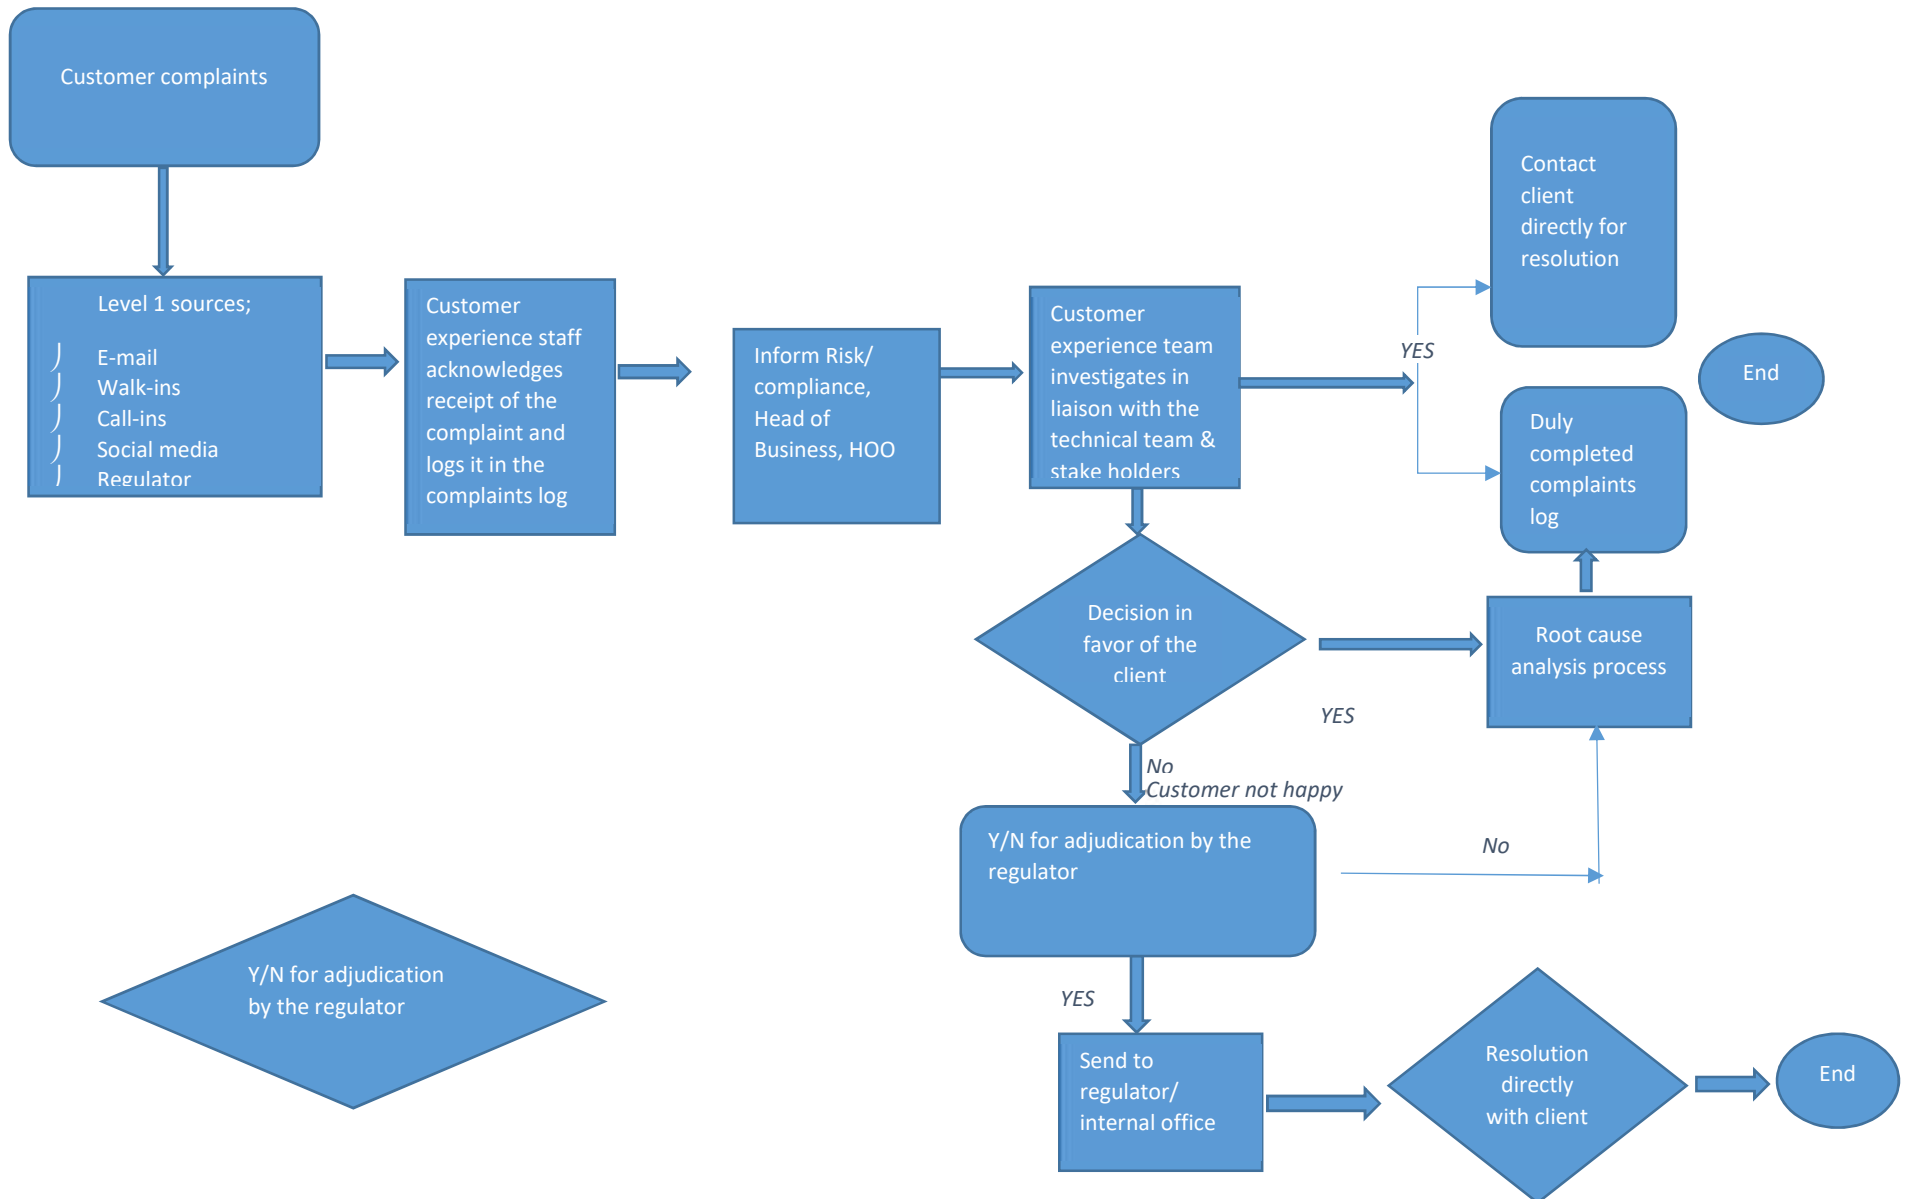 Customer complaints
Level 1 sources;
E-mail
Walk-ins
Call-ins
Social media
Regulator
Customer
experience staff
acknowledges
receipt of the
complaint and
logs it in the
complaints log
Inform Risk/
compliance,
Head of
Business, HOO
Customer
experience team
investigates in
liaison with the
technical team &
stake holders
YES
Contact
client
directly for
resolution
End
Duly
completed
complaints
log
Decision in
favor of the
client
YES
Root cause
analysis process
No
Customer not happy
Y/N for adjudication by the
regulator
No
YES
Send to
regulator/
internal office
Resolution
directly
with client
End
Y/N for adjudication
by the regulator